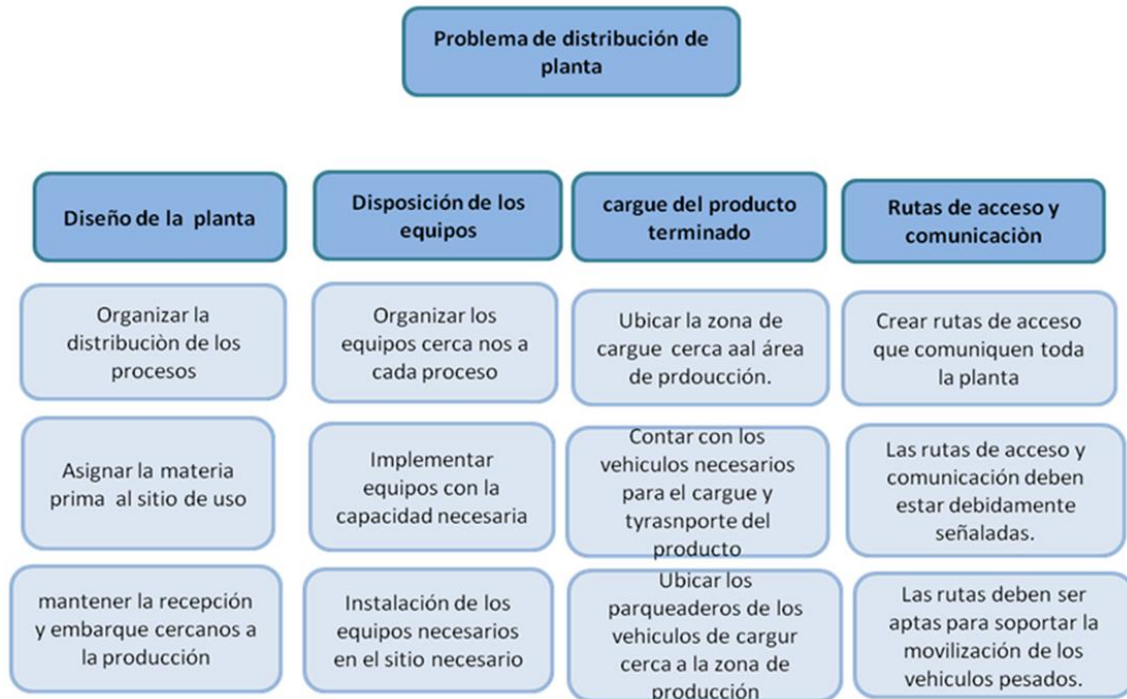 Problema de distribución de
planta
Diseño de la planta
Disposición de los
equipos
cargue del producto
terminado
Rutas de acceso y
comunicaciòn
Organizar la
distribuciòn de los
procesos
Organizar los
equipos cerca nos a
cada proceso
Ubicar la zona de
cargue cerca aal área
de prdoucción.
Crear rutas de acceso
que comuniquen toda
la planta
Asignar la materia
prima al sitio de uso
Implementar
equipos con la
capacidad necesaria
Contar con los
vehiculos necesarios
para el cargue y
tyrasnporte del
producto
Las rutas de acceso y
comunicación deben
estar debidamente
señaladas.
mantener la recepción
y embarque cercanos a
la producción
Instalación de los
equipos necesarios
en el sitio necesario
Ubicar los
parqueaderos de los
vehiculos de cargur
cerca a la zona de
producción
Las rutas deben ser
aptas para soportar la
movilización de los
vehiculos pesados.